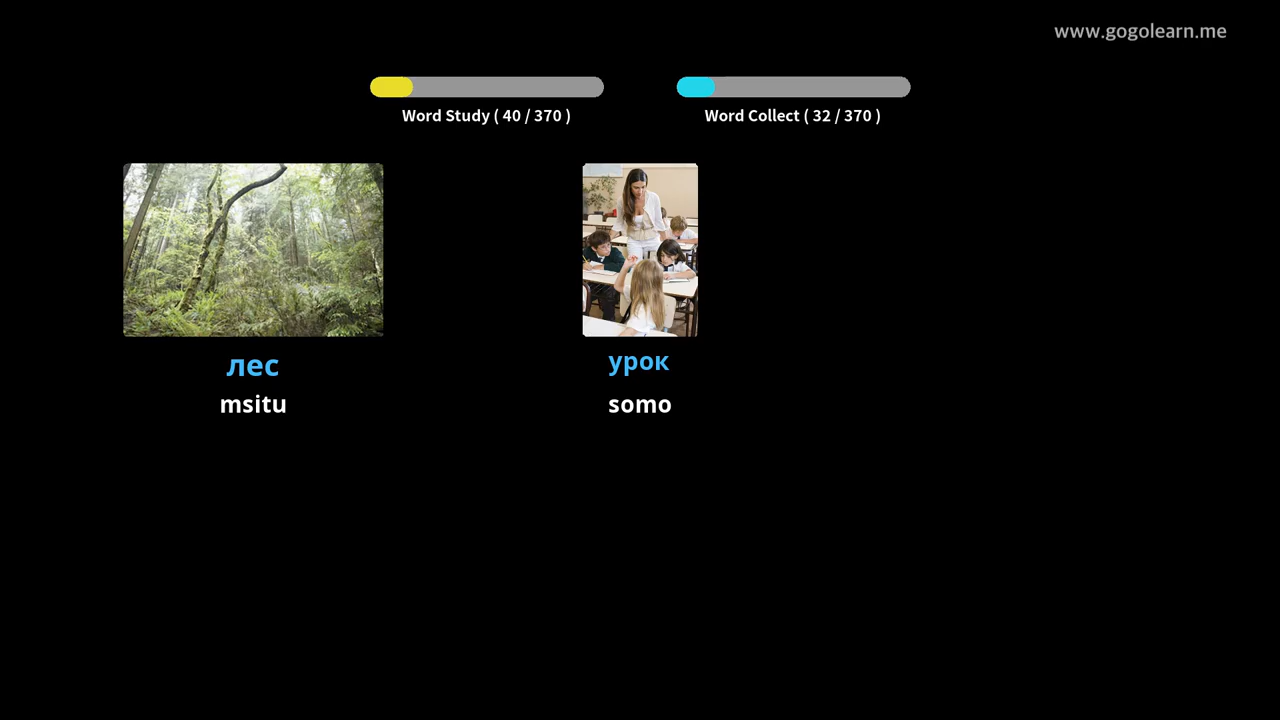 www.gogolearn.me
Word Study ( 40 / 370 )
Word Collect ( 32 / 370 )
лес
msitu
урок
somo